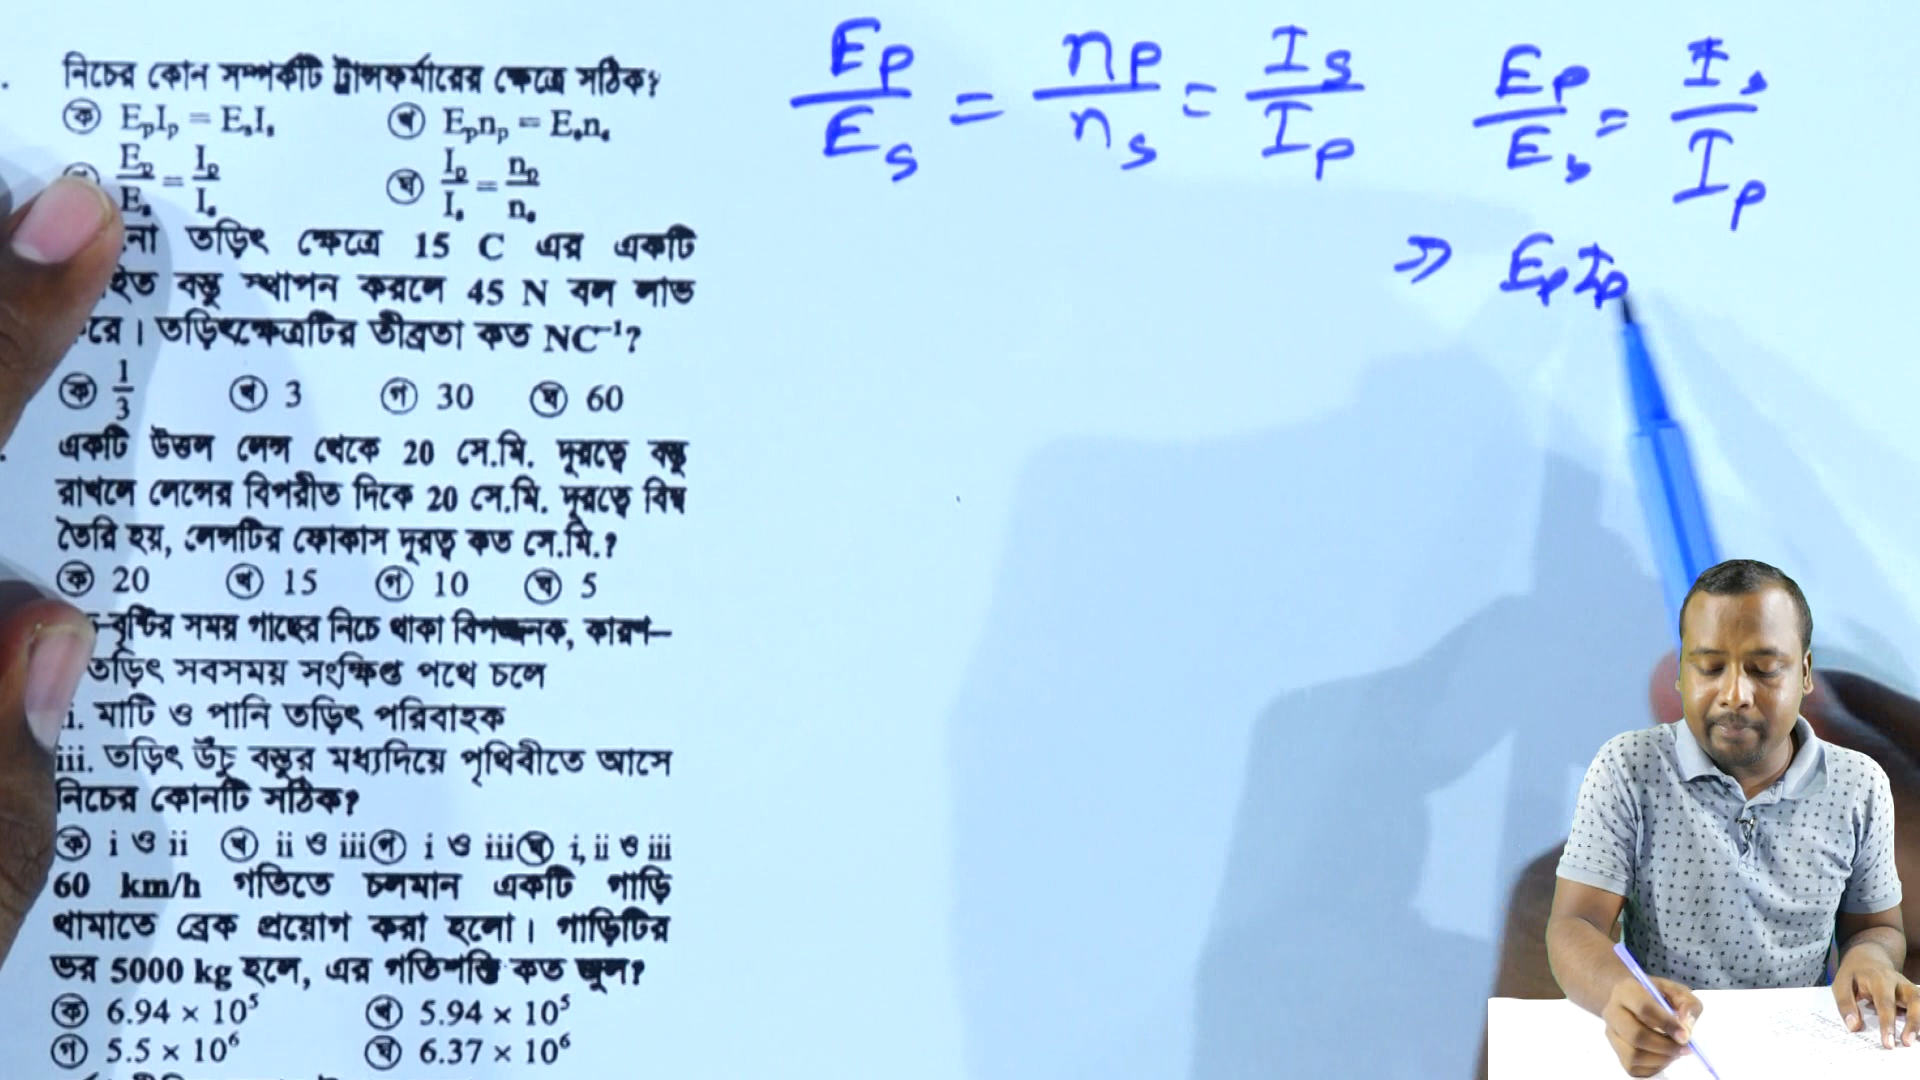 নিচের কোন সম্পর্কটি ট্রান্সফর্মারের ক্ষেত্রে সঠিক?
ক EpIp = EsIs খ Epnp = Esns
Ep/Es = Ip/Is ঘ Ip/Is = np/ns
তড়িৎ ক্ষেত্রে 15 C এর একটি
বস্তু স্থাপন করলে 45 N বল লাভ
। তড়িৎক্ষেত্রটির তীব্রতা কত NC⁻¹?
ক 1/3 খ 3 গ 30 ঘ 60
একটি উত্তল লেন্স থেকে 20 সে.মি. দূরত্বে বস্তু
রাখলে লেন্সের বিপরীত দিকে 20 সে.মি. দূরত্বে বিম্ব
তৈরি হয়, লেন্সটির ফোকাস দূরত্ব কত সে.মি.?
ক 20 খ 15 গ 10 ঘ 5
-বৃষ্টির সময় গাছের নিচে থাকা বিপজ্জনক, কারণ—
তড়িৎ সবসময় সংক্ষিপ্ত পথে চলে
ii. মাটি ও পানি তড়িৎ পরিবাহক
iii. তড়িৎ উঁচু বস্তুর মধ্যদিয়ে পৃথিবীতে আসে
নিচের কোনটি সঠিক?
ক i ও ii খ ii ও iii গ i ও iii ঘ i, ii ও iii
60 km/h গতিতে চলমান একটি গাড়ি
থামাতে ব্রেক প্রয়োগ করা হলো। গাড়িটির
ভর 5000 kg হলে, এর গতিশক্তি কত জুল?
ক 6.94 × 10⁵ খ 5.94 × 10⁵
গ 5.5 × 10⁶ ঘ 6.37 × 10⁶
Ep/Es = np/ns = Is/Ip
Ep/Es = Is/Ip
⇒ EpIp